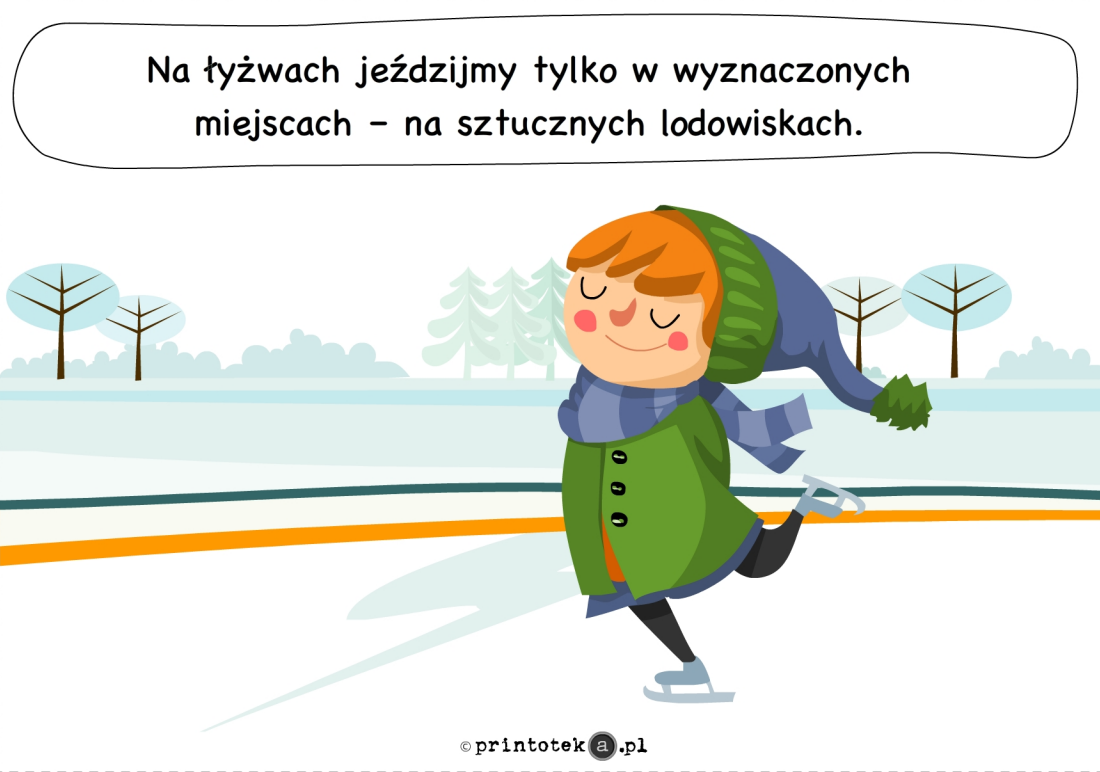 Na łyżwach jeździjmy tylko w wyznaczonych
miejscach – na sztucznych lodowiskach.
© printoteka.pl